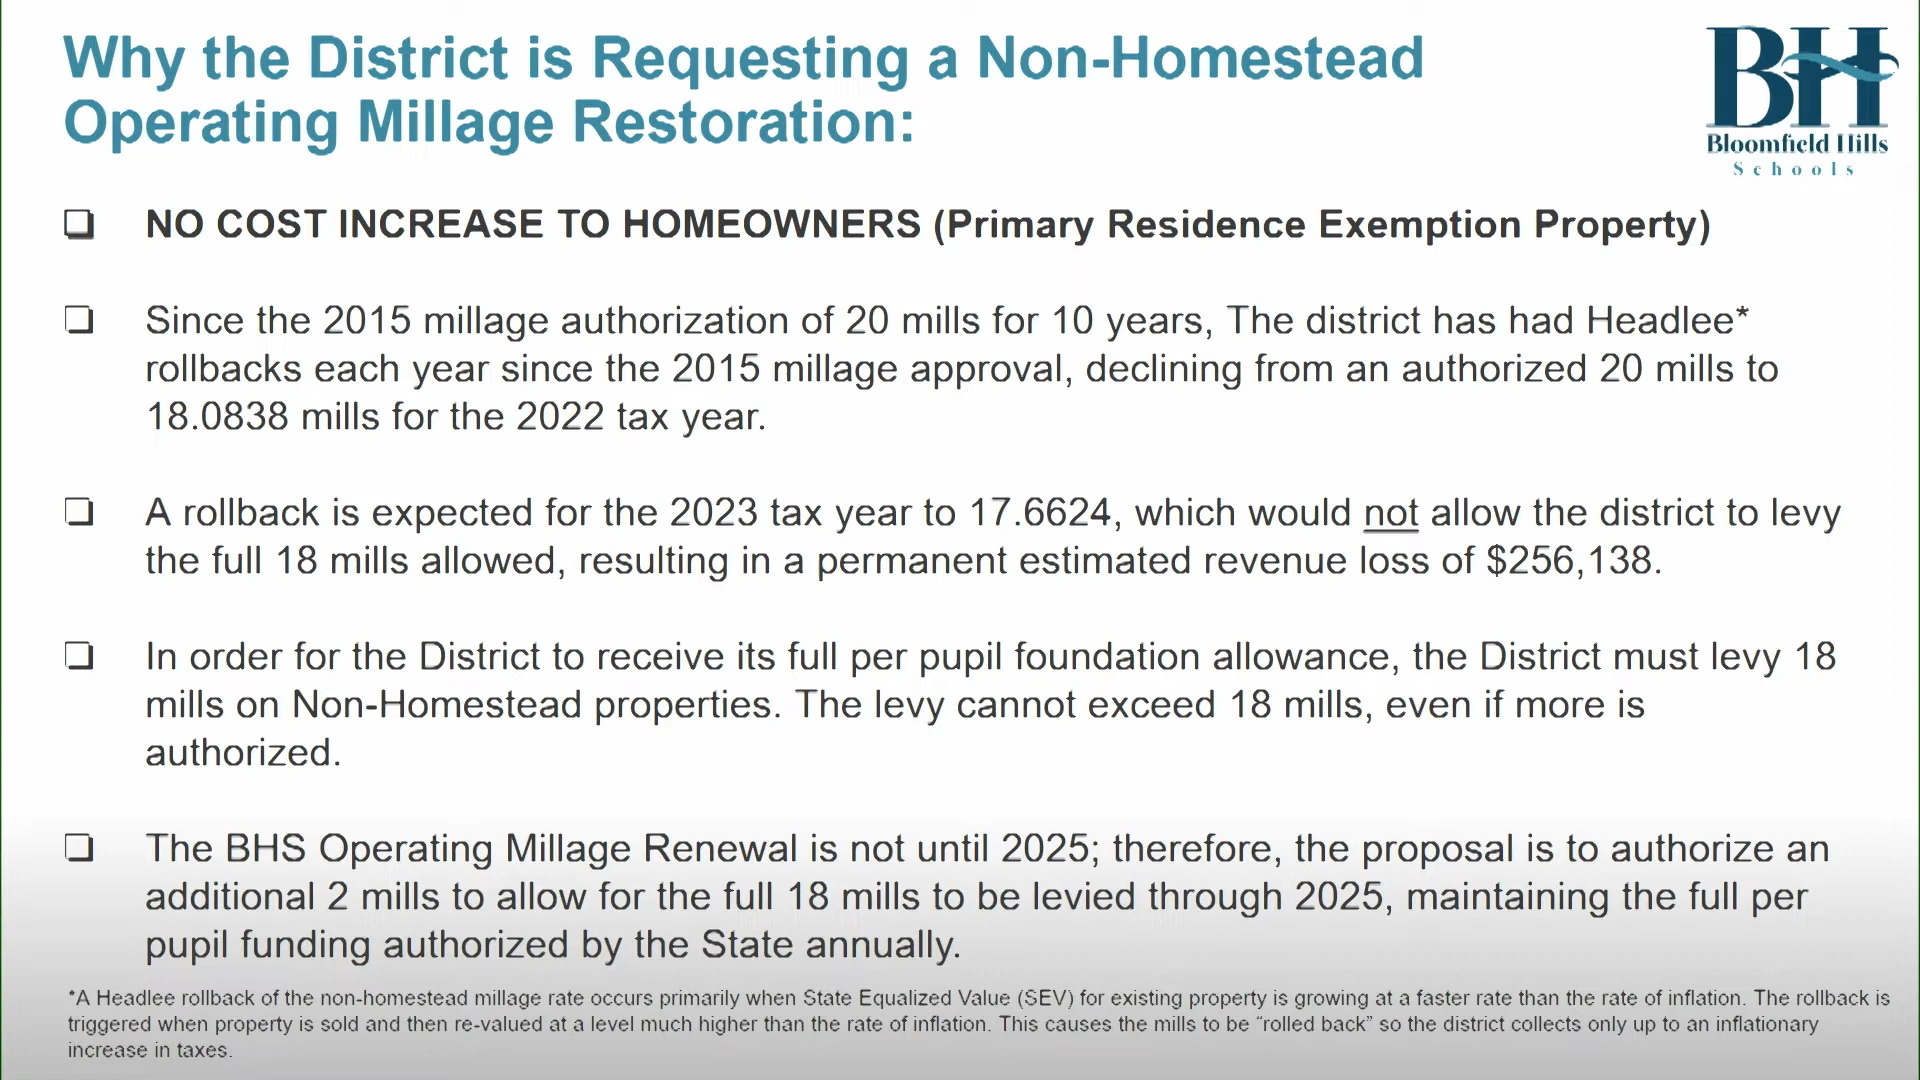 Why the District is Requesting a Non-Homestead
Operating Millage Restoration:
BH
Bloomfield Hills
Schools
NO COST INCREASE TO HOMEOWNERS (Primary Residence Exemption Property)
Since the 2015 millage authorization of 20 mills for 10 years, The district has had Headlee*
rollbacks each year since the 2015 millage approval, declining from an authorized 20 mills to
18.0838 mills for the 2022 tax year.
A rollback is expected for the 2023 tax year to 17.6624, which would not allow the district to levy
the full 18 mills allowed, resulting in a permanent estimated revenue loss of $256,138.
In order for the District to receive its full per pupil foundation allowance, the District must levy 18
mills on Non-Homestead properties. The levy cannot exceed 18 mills, even if more is
authorized.
The BHS Operating Millage Renewal is not until 2025; therefore, the proposal is to authorize an
additional 2 mills to allow for the full 18 mills to be levied through 2025, maintaining the full per
pupil funding authorized by the State annually.
*A Headlee rollback of the non-homestead millage rate occurs primarily when State Equalized Value (SEV) for existing property is growing at a faster rate than the rate of inflation. The rollback is
triggered when property is sold and then re-valued at a level much higher than the rate of inflation. This causes the mills to be “rolled back” so the district collects only up to an inflationary
increase in taxes.